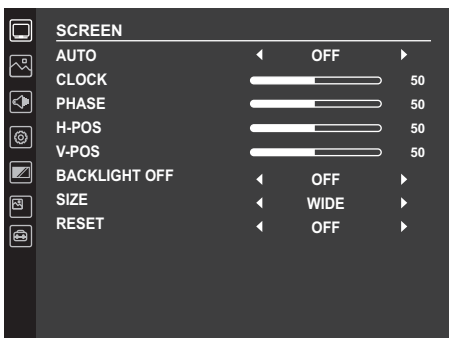 SCREEN
AUTO OFF
CLOCK 50
PHASE 50
H-POS 50
V-POS 50
BACKLIGHT OFF OFF
SIZE WIDE
RESET OFF